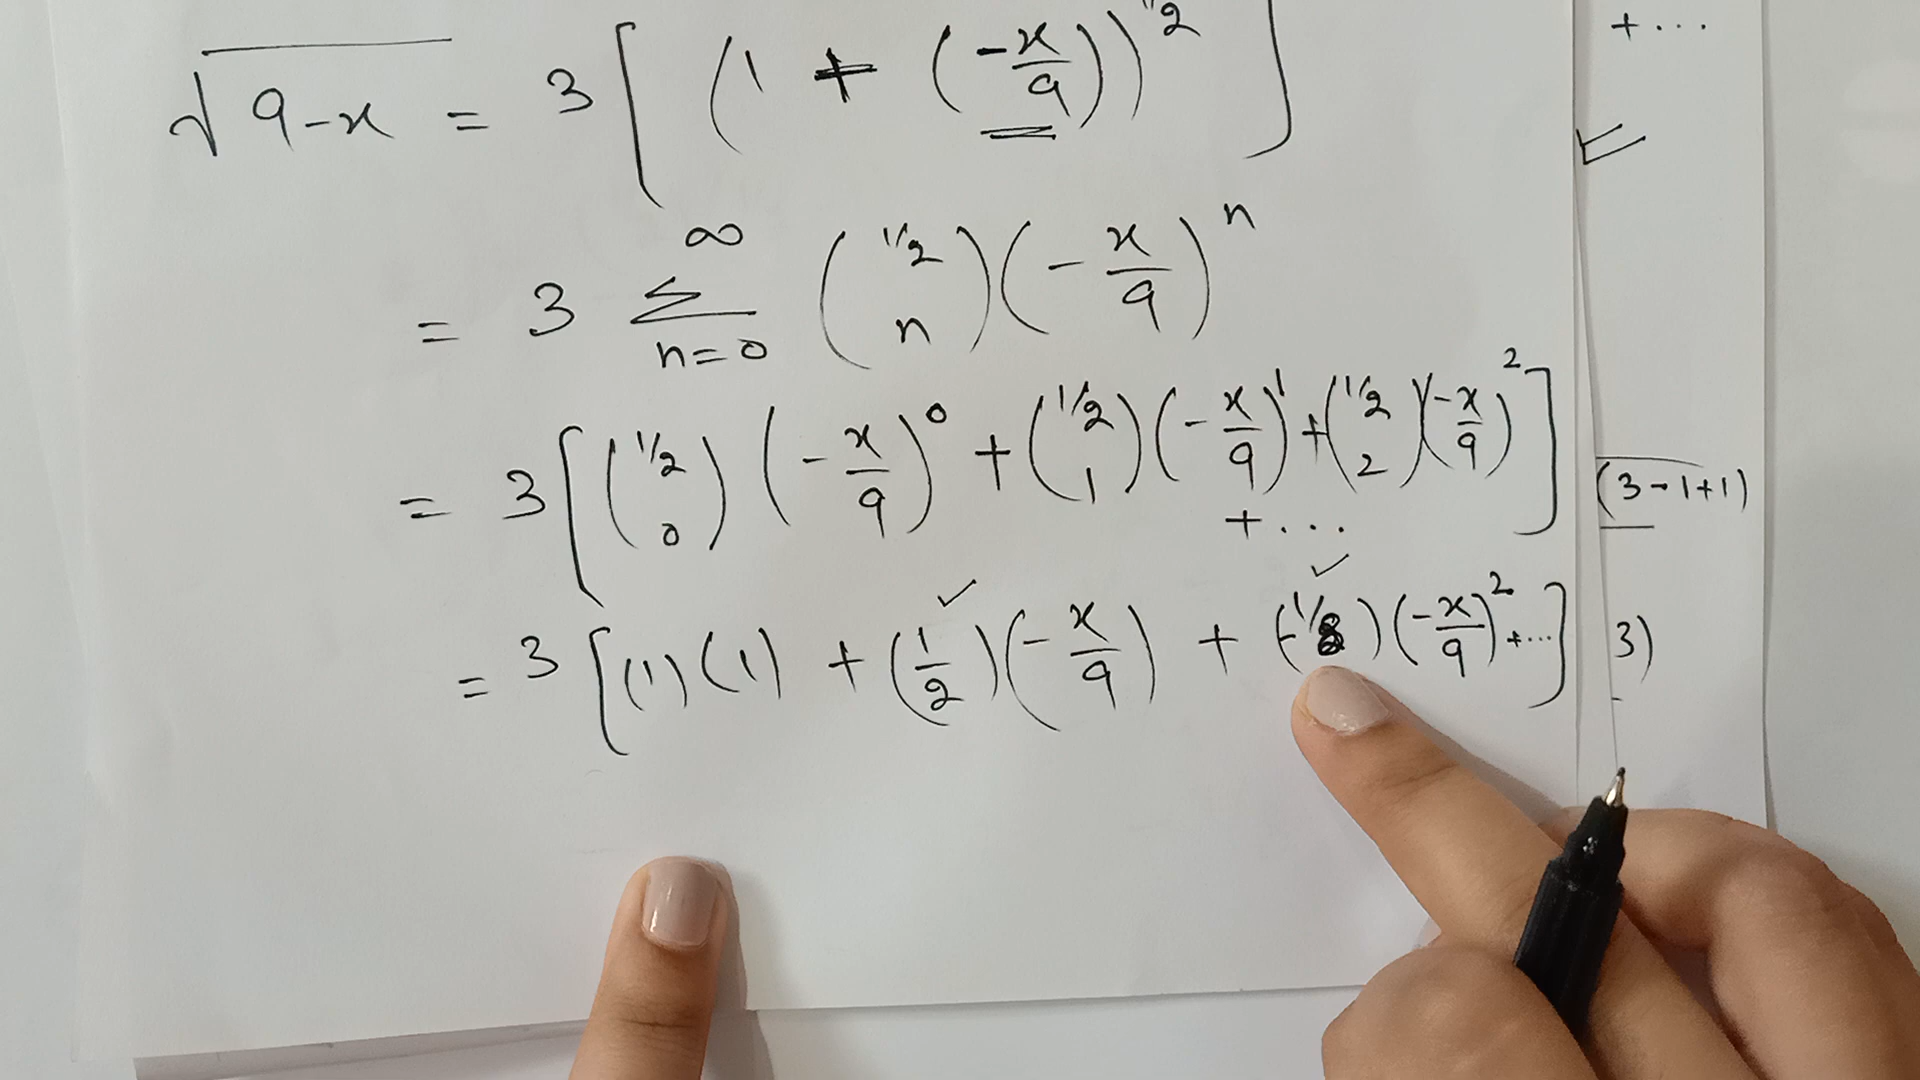 √(9-x) = 3[(1 + (-x/9))^1/2]
= 3 ∑_{n=0}^{∞} (1/2 n)(-x/9)^n
= 3[(1/2 0)(-x/9)^0 + (1/2 1)(-x/9)^1 + (1/2 2)(-x/9)^2
+ ...]
= 3[(1)(1) + (1/2)(-x/9) + (-1/8)(-x/9)^2 + ...]
+ ...
(3-1+1)
3)